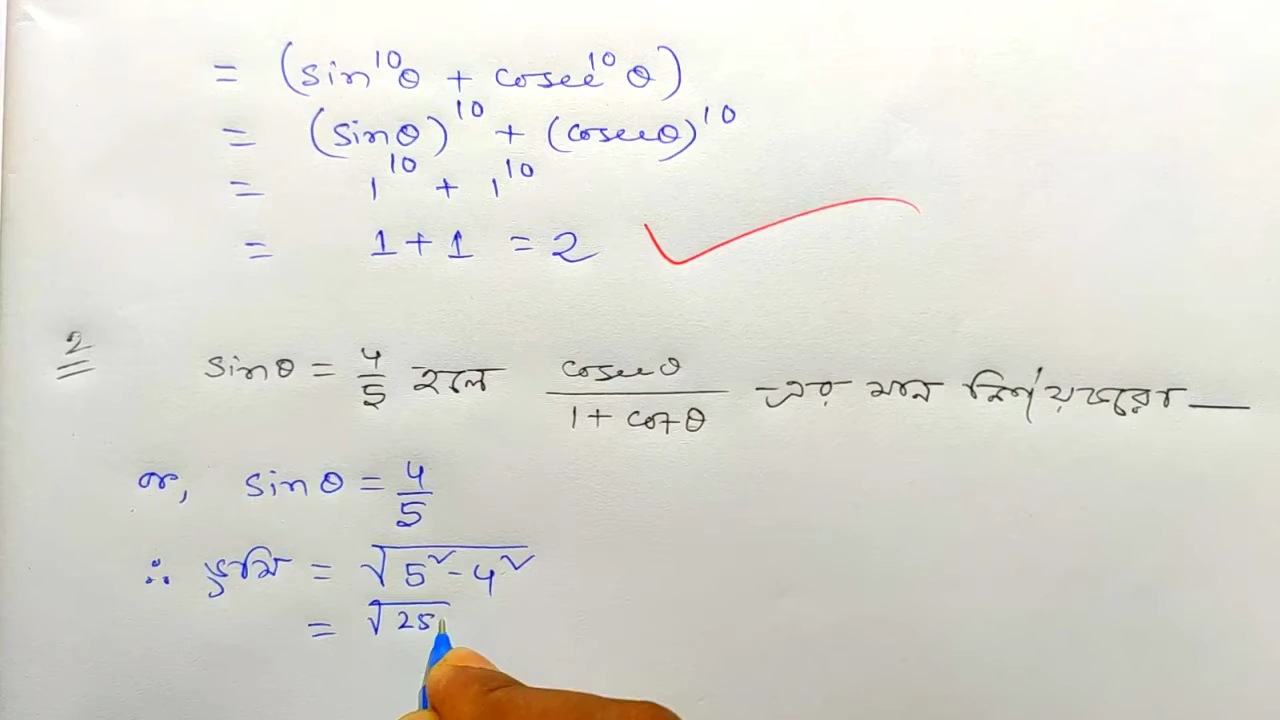 = (sin¹⁰θ + cosec¹⁰θ)
= (sinθ)¹⁰ + (cosecθ)¹⁰
= 1¹⁰ + 1¹⁰
= 1+1 = 2
2 sinθ = 4/5 হলে cosecθ/(1+cotθ) এর মান নির্ণয় করো —
or, sinθ = 4/5
∴ ভূমি = √(5² - 4²)
= √25